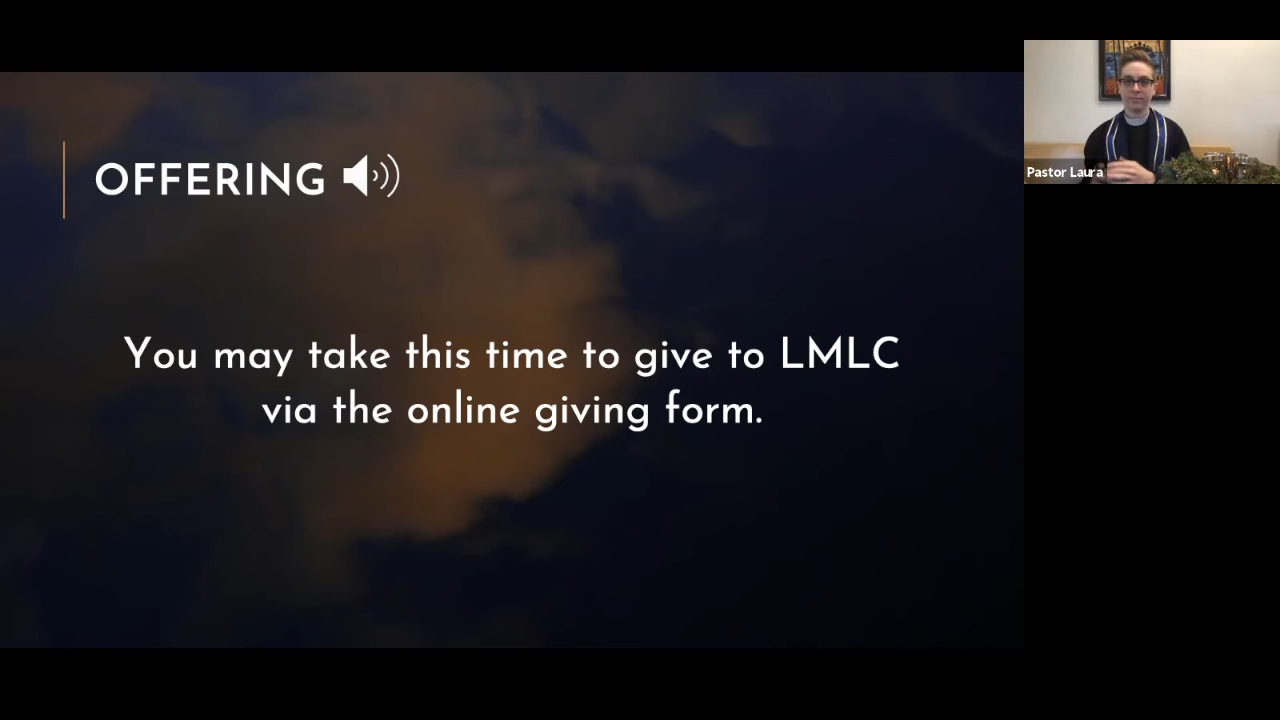 OFFERING
You may take this time to give to LMLC
via the online giving form.
Pastor Laura